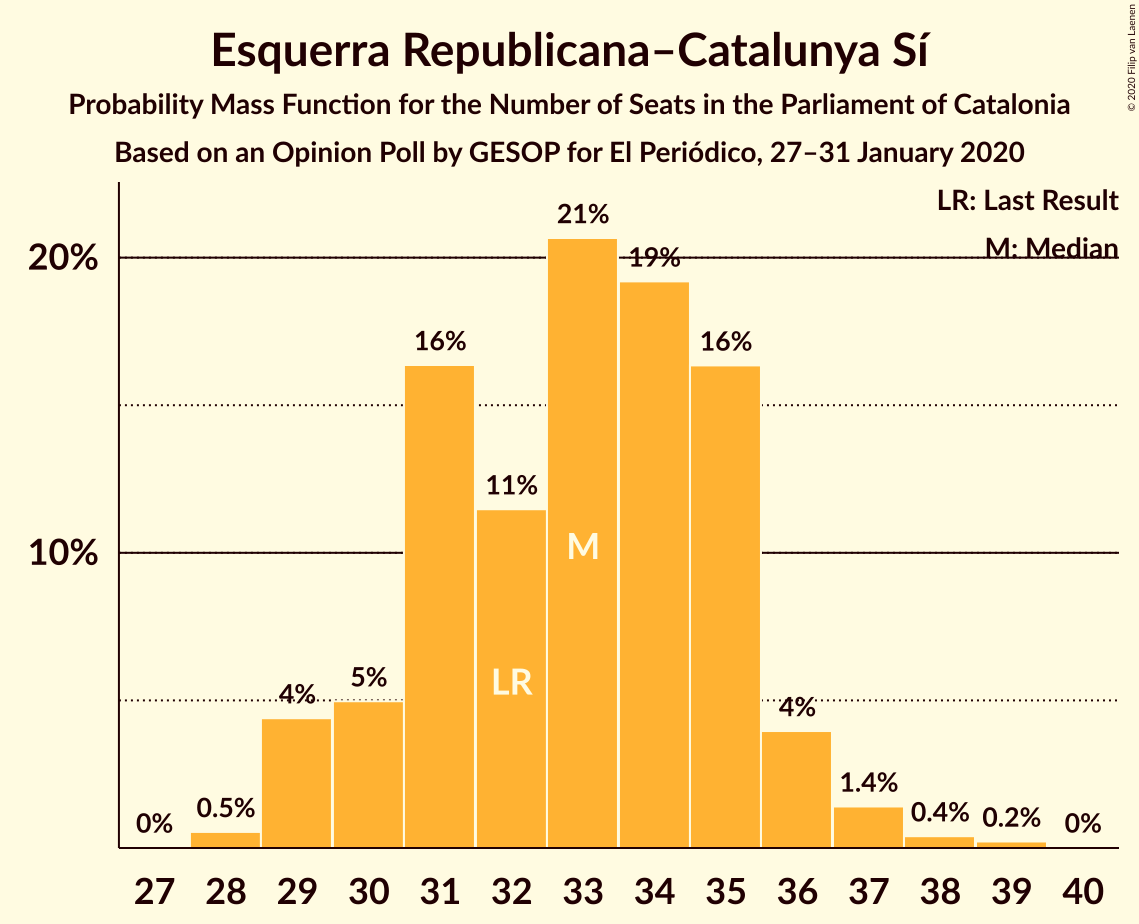 Esquerra Republicana–Catalunya Sí
Probability Mass Function for the Number of Seats in the Parliament of Catalonia
Based on an Opinion Poll by GESOP for El Periódico, 27–31 January 2020
© 2020 Filip van Laenen
LR: Last Result
M: Median
20%
10%
0%
0.5%
4%
5%
16%
11%
21%
19%
16%
4%
1.4%
0.4%
0.2%
0%
M
LR
27 28 29 30 31 32 33 34 35 36 37 38 39 40